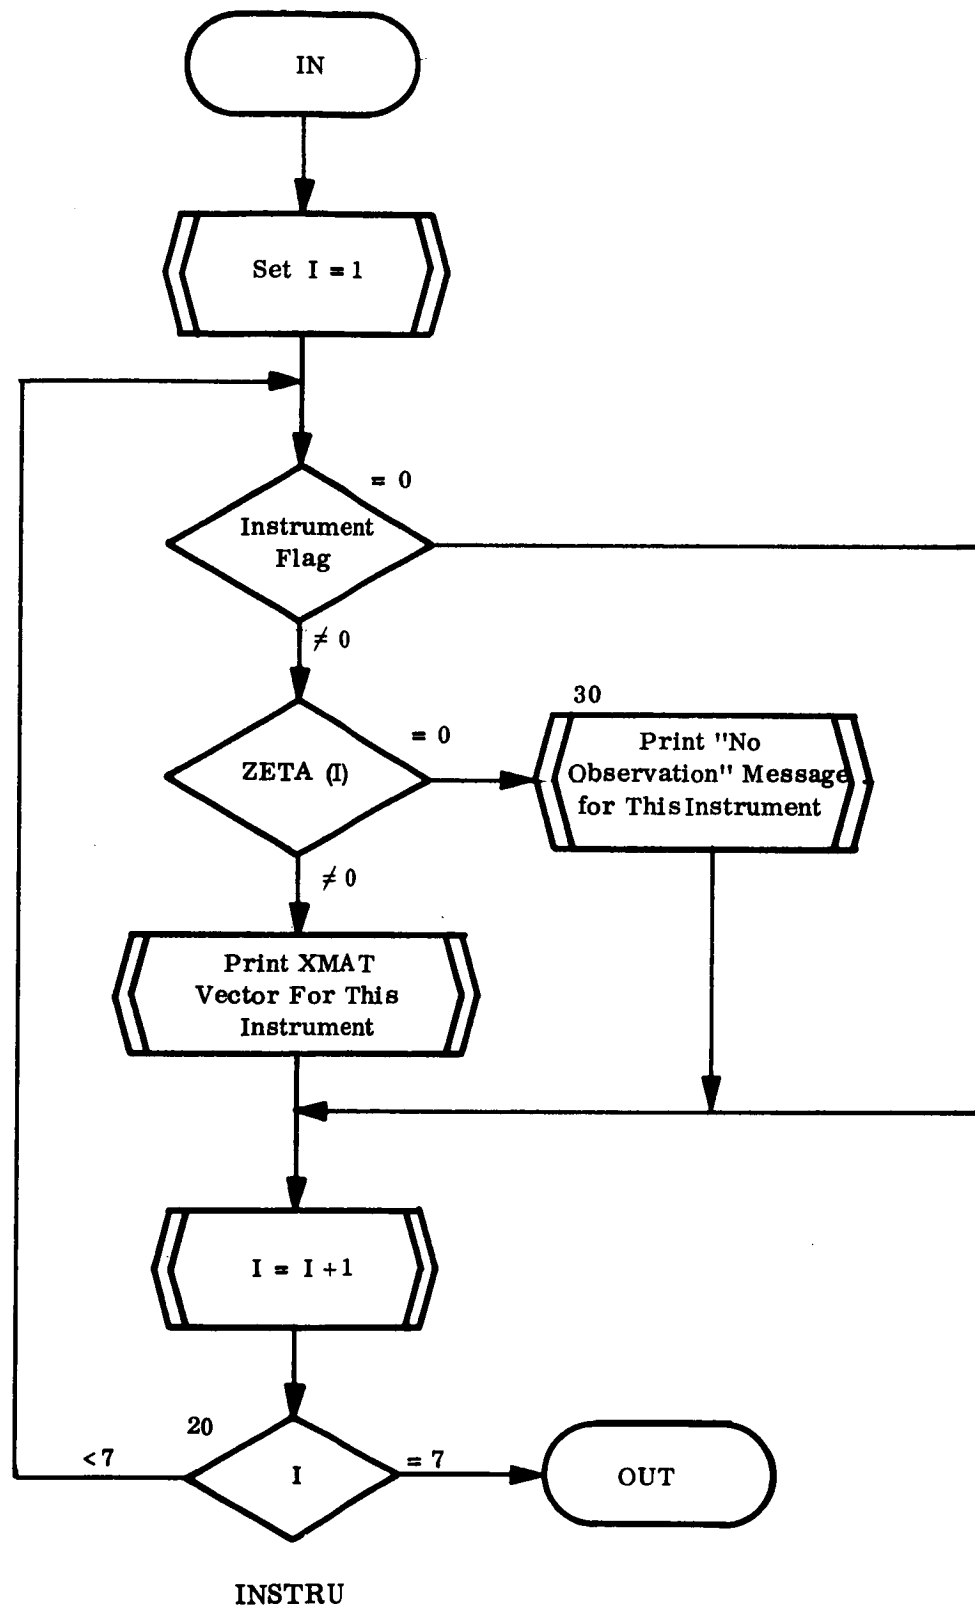 IN
Set I = 1
= 0
Instrument
Flag
≠ 0
30
= 0
Print "No
Observation" Message
for This Instrument
ZETA (I)
≠ 0
Print XMAT
Vector For This
Instrument
I = I + 1
20
< 7
I
= 7
OUT
INSTRU